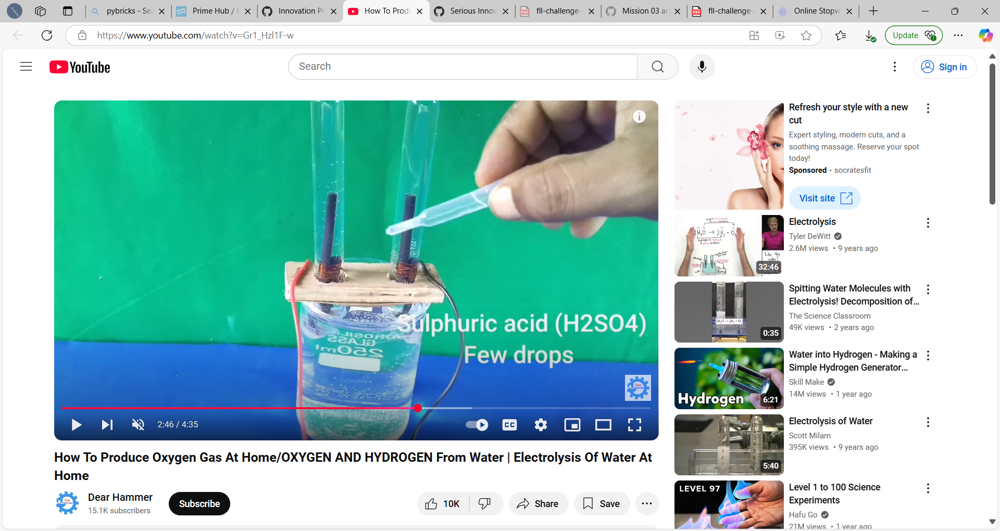 pybricks - Se
Prime Hub /
Innovation Pr
How To Produ
Serious Innov
fll-challenge-
Mission 03 ar
fll-challenge-
Online Stopw
https://www.youtube.com/watch?v=Gr1_Hzl1F-w
Update
YouTube
Search
Sign in
Sulphuric acid (H2SO4)
Few drops
GLASS
250ml
Dear
Hammer
2:46 / 4:35
CC
How To Produce Oxygen Gas At Home/OXYGEN AND HYDROGEN From Water | Electrolysis Of Water At
Home
Dear Hammer
15.1K subscribers
Subscribe
10K
Share
Save
Refresh your style with a new
cut
Expert styling, modern cuts, and a
soothing massage. Reserve your spot
today!
Sponsored · socratesfit
Visit site
32:46
Electrolysis
Tyler DeWitt
2.6M views • 9 years ago
0:35
Spitting Water Molecules with
Electrolysis! Decomposition of...
The Science Classroom
49K views • 2 years ago
Hydrogen
6:21
Water into Hydrogen - Making a
Simple Hydrogen Generator...
Skill Make
14M views • 1 year ago
5:40
Electrolysis of Water
Scott Milam
395K views • 9 years ago
LEVEL 97
Level 1 to 100 Science
Experiments
Hafu Go
21M views • 1 year ago